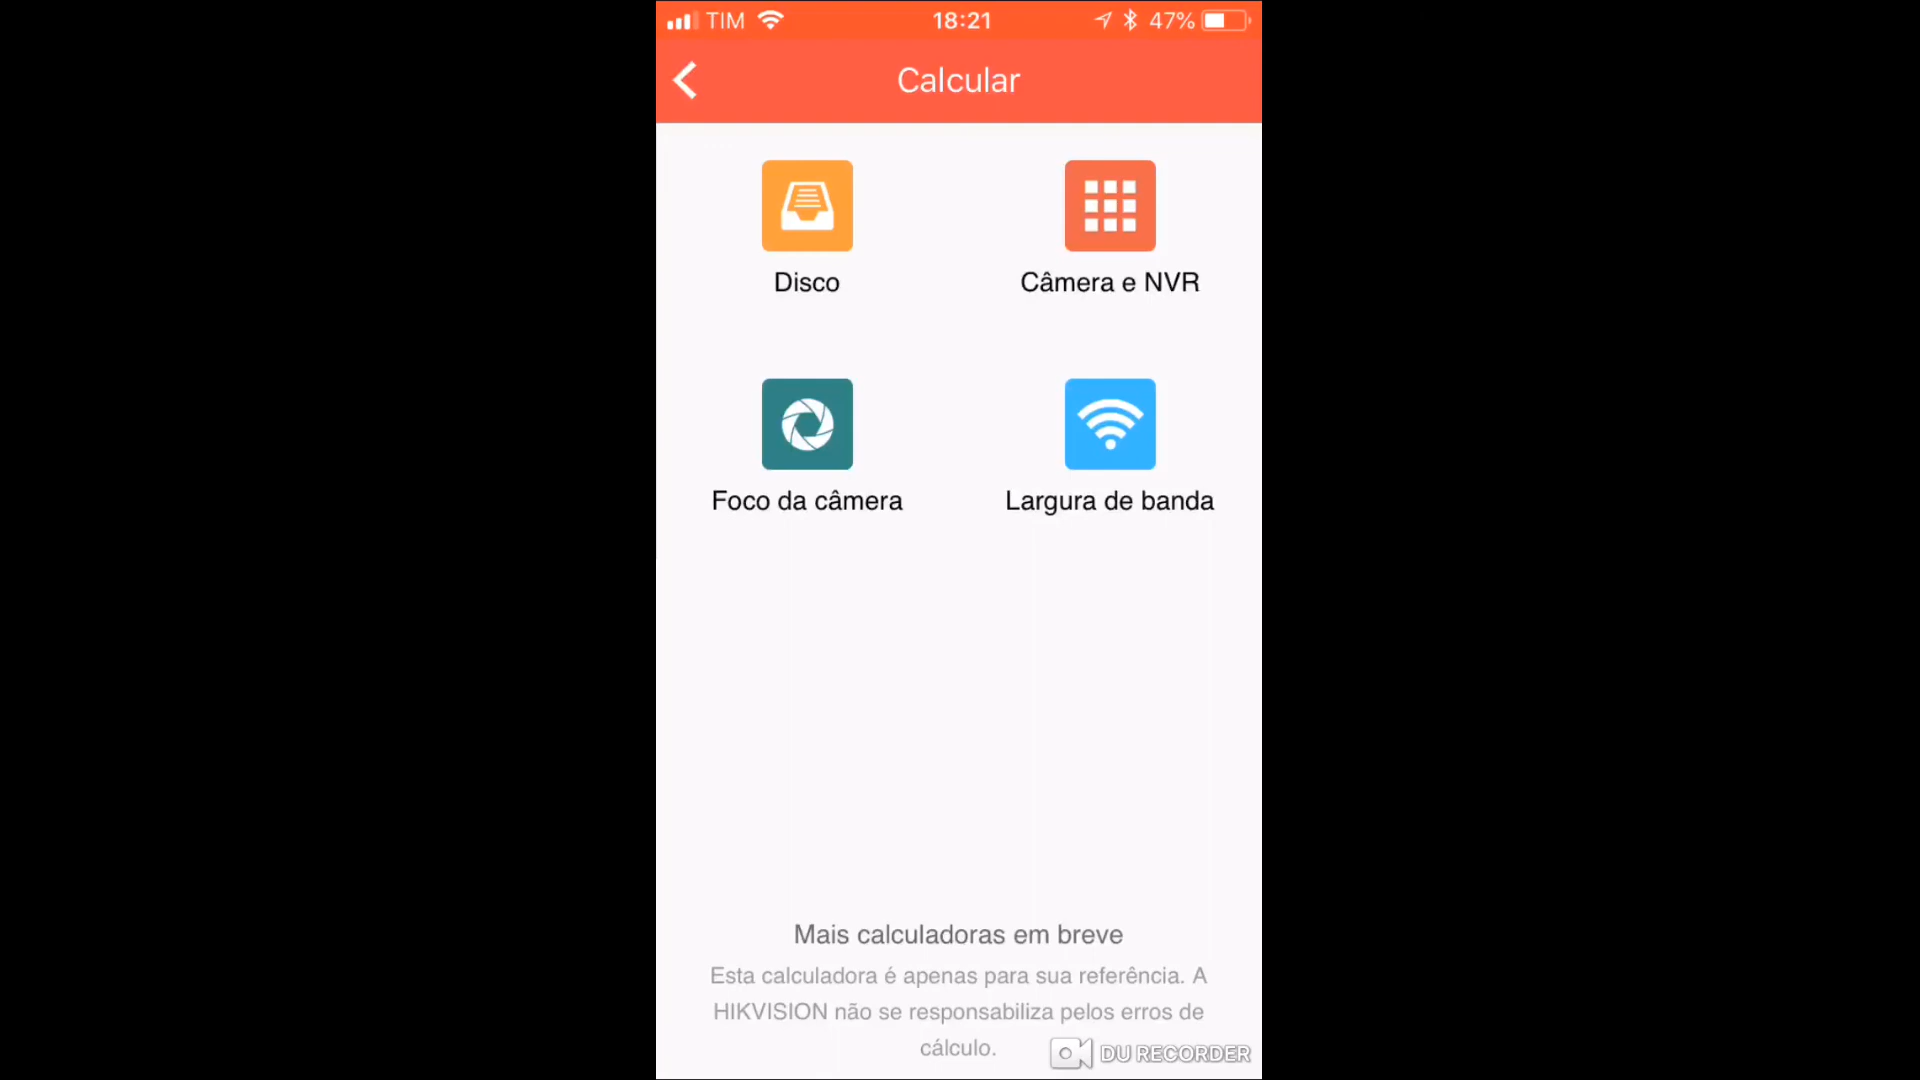 TIM 18:21 47%
Calcular
Disco Câmera e NVR
Foco da câmera Largura de banda
Mais calculadoras em breve
Esta calculadora é apenas para sua referência. A
HIKVISION não se responsabiliza pelos erros de
cálculo.
DU RECORDER